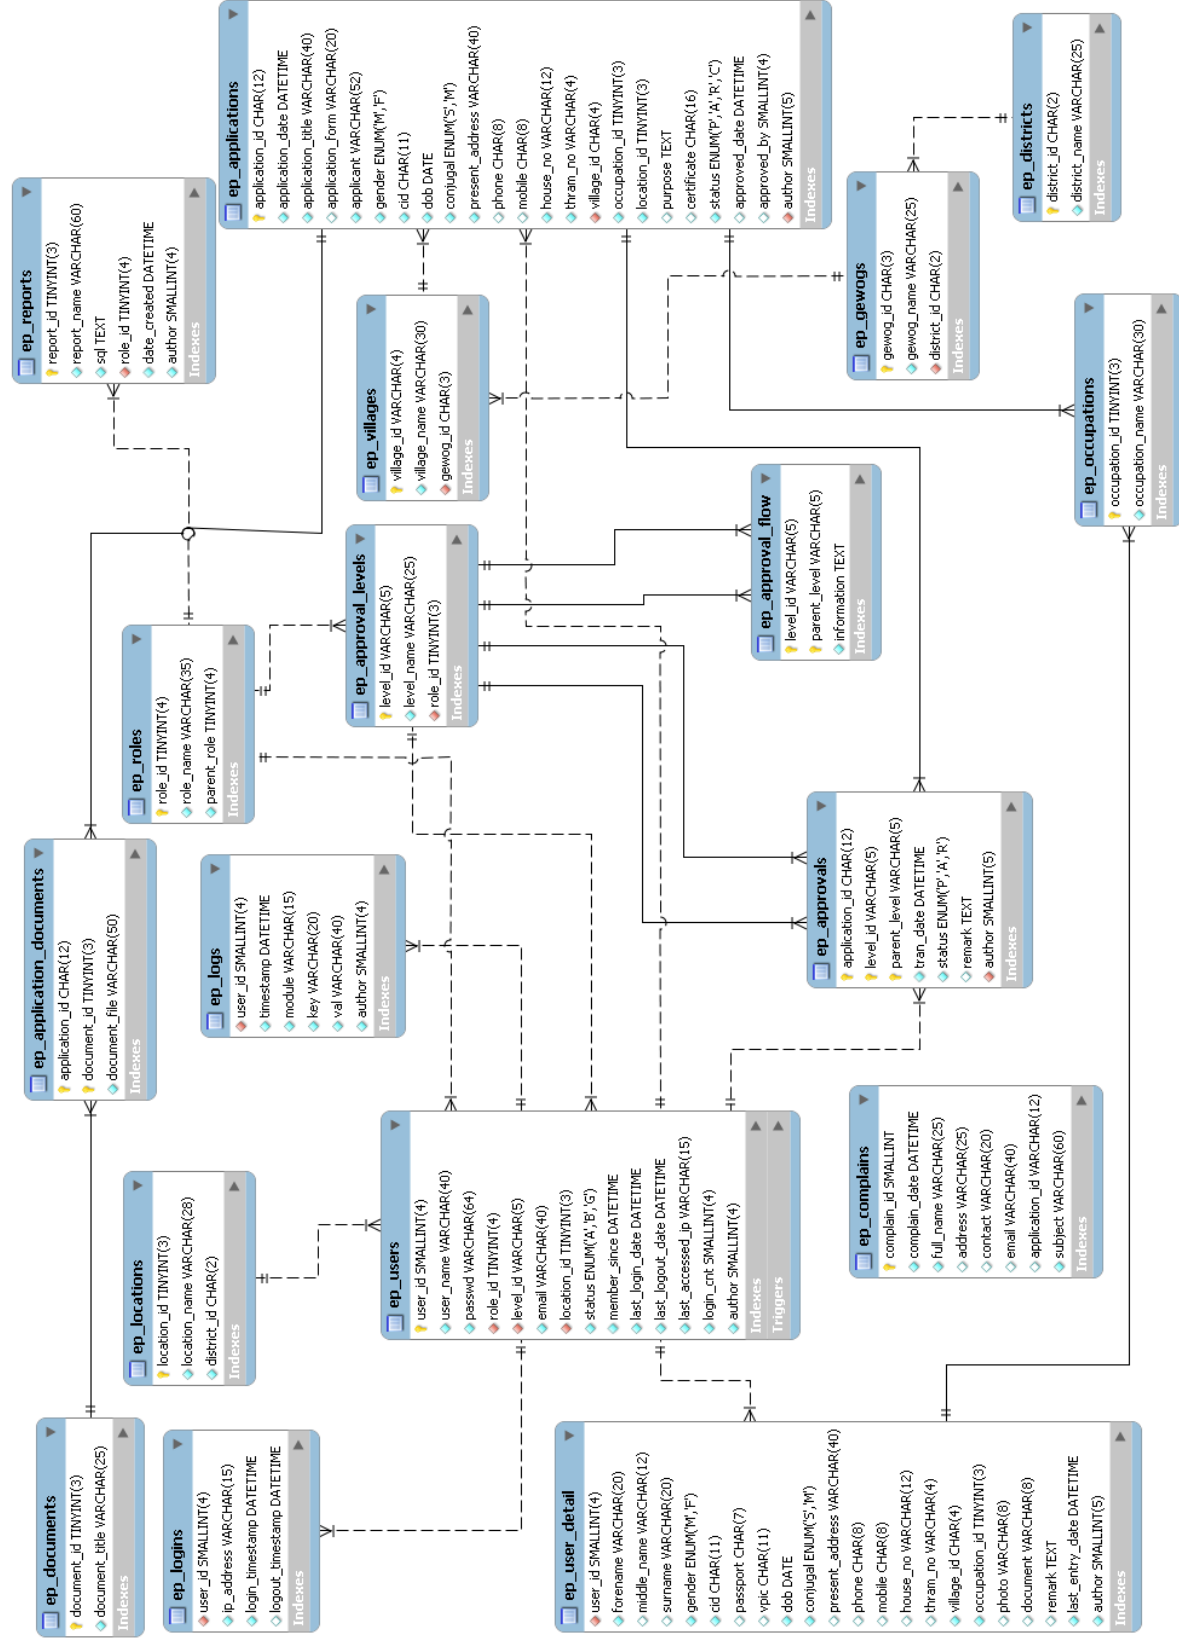 ep_documents
document_id TINYINT(3)
document_title VARCHAR(25)
Indexes
ep_logins
user_id SMALLINT(4)
ip_address VARCHAR(15)
login_timestamp DATETIME
logout_timestamp DATETIME
Indexes
ep_user_detail
user_id SMALLINT(4)
forename VARCHAR(20)
middle_name VARCHAR(12)
surname VARCHAR(20)
gender ENUM('M','F')
cid CHAR(11)
passport CHAR(7)
vpir CHAR(11)
dob DATE
conjugal ENUM('S','M')
present_address VARCHAR(40)
phone CHAR(8)
mobile CHAR(8)
house_no VARCHAR(12)
thram_no VARCHAR(4)
village_id CHAR(4)
occupation_id TINYINT(3)
photo VARCHAR(8)
document VARCHAR(8)
remark TEXT
last_entry_date DATETIME
author SMALLINT(5)
Indexes
ep_locations
location_id TINYINT(3)
location_name VARCHAR(28)
district_id CHAR(2)
Indexes
ep_users
user_id SMALLINT(4)
user_name VARCHAR(40)
passwd VARCHAR(64)
role_id TINYINT(4)
level_id VARCHAR(5)
email VARCHAR(40)
location_id TINYINT(3)
status ENUM('A','B','G')
member_since DATETIME
last_login_date DATETIME
last_logout_date DATETIME
last_accessed_ip VARCHAR(15)
login_cnt SMALLINT(4)
author SMALLINT(4)
Indexes
Triggers
ep_complains
complain_id SMALLINT
complain_date DATETIME
full_name VARCHAR(25)
address VARCHAR(25)
contact VARCHAR(20)
email VARCHAR(40)
application_id VARCHAR(12)
subject VARCHAR(60)
Indexes
ep_application_documents
application_id CHAR(12)
document_id TINYINT(3)
document_file VARCHAR(50)
Indexes
ep_logs
user_id SMALLINT(4)
timestamp DATETIME
module VARCHAR(15)
key VARCHAR(20)
val VARCHAR(40)
author SMALLINT(4)
Indexes
ep_approvals
application_id CHAR(12)
level_id VARCHAR(5)
parent_level VARCHAR(5)
tran_date DATETIME
status ENUM('P','A','R')
remark TEXT
author SMALLINT(5)
Indexes
ep_roles
role_id TINYINT(4)
role_name VARCHAR(35)
parent_role TINYINT(4)
Indexes
ep_approval_levels
level_id VARCHAR(5)
level_name VARCHAR(25)
role_id TINYINT(3)
Indexes
ep_approval_flow
level_id VARCHAR(5)
parent_level VARCHAR(5)
information TEXT
Indexes
ep_reports
report_id TINYINT(3)
report_name VARCHAR(60)
sql TEXT
role_id TINYINT(4)
date_created DATETIME
author SMALLINT(4)
Indexes
ep_villages
village_id VARCHAR(4)
village_name VARCHAR(30)
gewog_id CHAR(3)
Indexes
ep_occupations
occupation_id TINYINT(3)
occupation_name VARCHAR(30)
Indexes
ep_applications
application_id CHAR(12)
application_date DATETIME
application_title VARCHAR(40)
application_form VARCHAR(20)
applicant VARCHAR(52)
gender ENUM('M','F')
cid CHAR(11)
dob DATE
conjugal ENUM('S','M')
present_address VARCHAR(40)
phone CHAR(8)
mobile CHAR(8)
house_no VARCHAR(12)
thram_no VARCHAR(4)
village_id CHAR(4)
occupation_id TINYINT(3)
location_id TINYINT(3)
purpose TEXT
certificate CHAR(16)
status ENUM('P','A','R','C')
approved_date DATETIME
approved_by SMALLINT(4)
author SMALLINT(5)
Indexes
ep_gewogs
gewog_id CHAR(3)
gewog_name VARCHAR(25)
district_id CHAR(2)
Indexes
ep_districts
district_id CHAR(2)
district_name VARCHAR(25)
Indexes